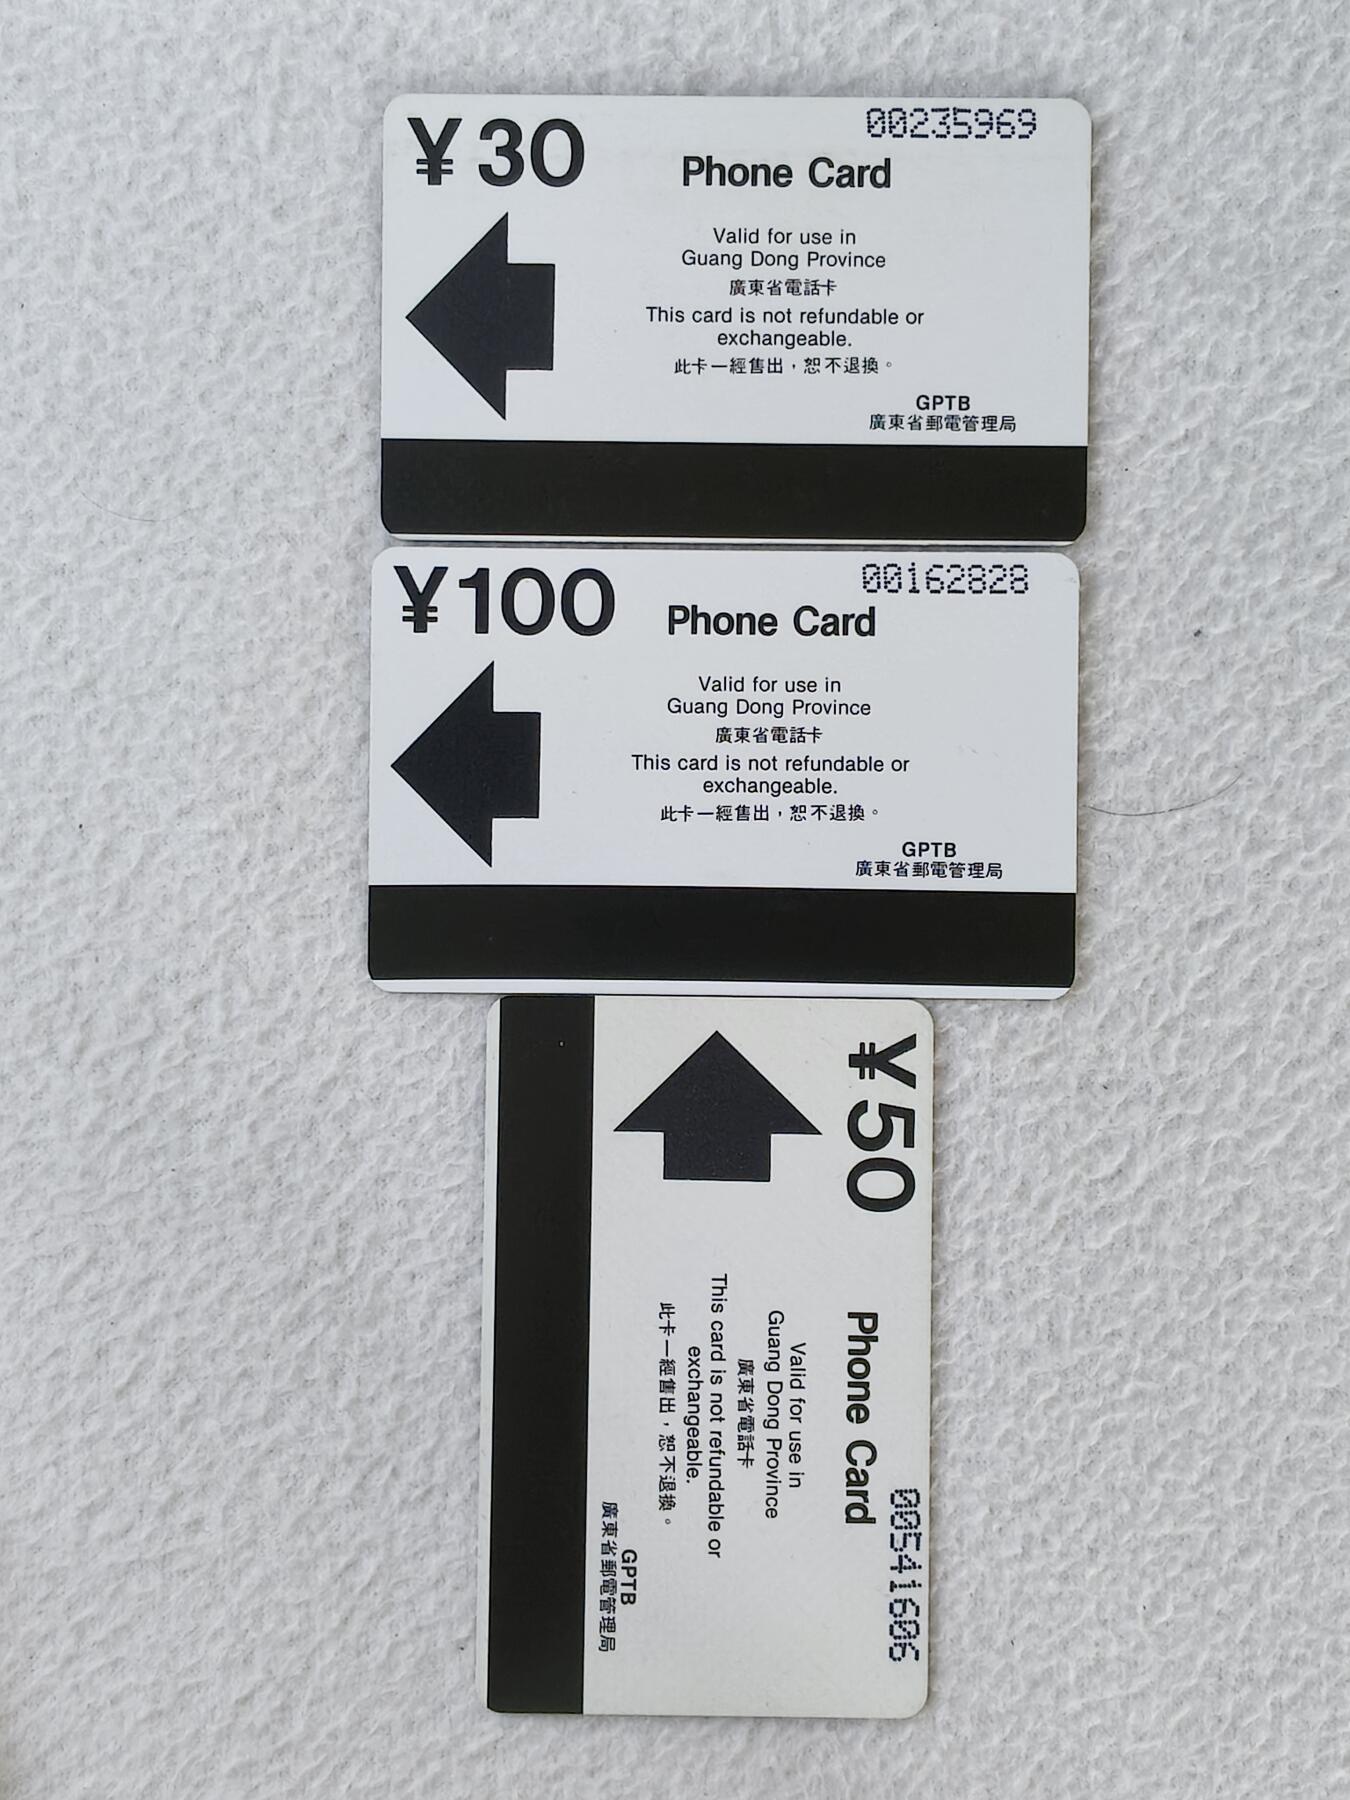 ¥30
00235969
Phone Card
Valid for use in
Guang Dong Province
廣東省電話卡
This card is not refundable or
exchangeable.
此卡一經售出，恕不退換。
GPTB
廣東省郵電管理局
¥100
00162828
Phone Card
Valid for use in
Guang Dong Province
廣東省電話卡
This card is not refundable or
exchangeable.
此卡一經售出，恕不退換。
GPTB
廣東省郵電管理局
¥50
00541606
Phone Card
Valid for use in
Guang Dong Province
廣東省電話卡
This card is not refundable or
exchangeable.
此卡一經售出，恕不退換。
GPTB
廣東省郵電管理局